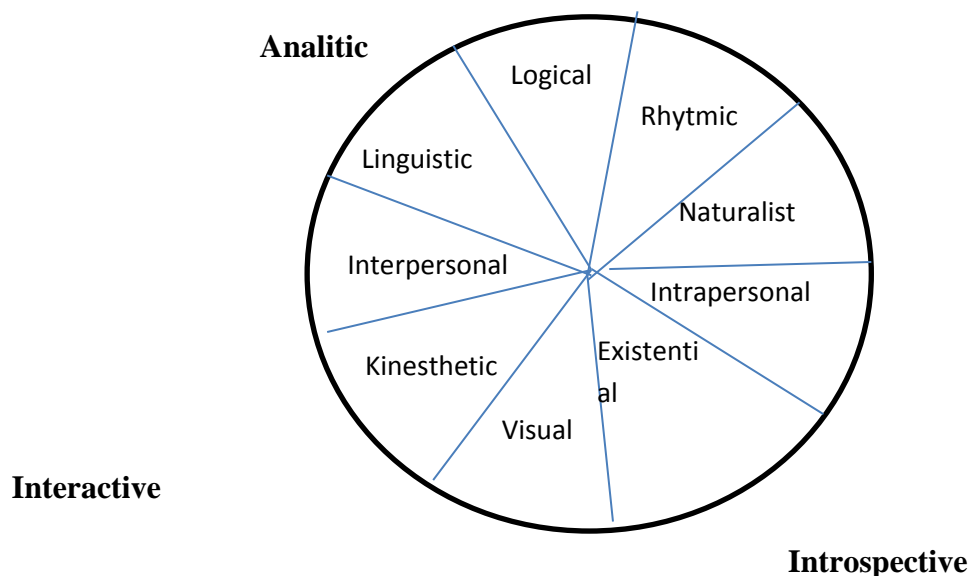 Analitic
Logical
Rhytmic
Linguistic
Naturalist
Interpersonal
Intrapersonal
Existenti
al
Kinesthetic
Visual
Interactive
Introspective